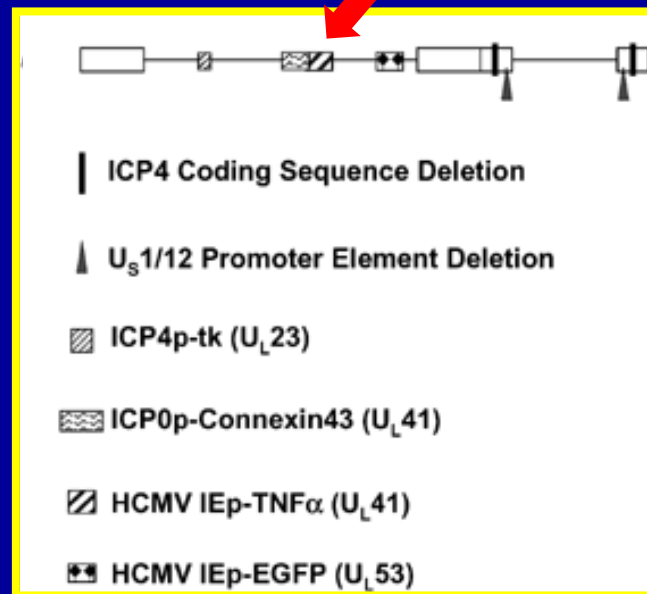 ICP4 Coding Sequence Deletion
US1/12 Promoter Element Deletion
ICP4p-tk (UL23)
ICP0p-Connexin43 (UL41)
HCMV IEp-TNFα (UL41)
HCMV IEp-EGFP (UL53)